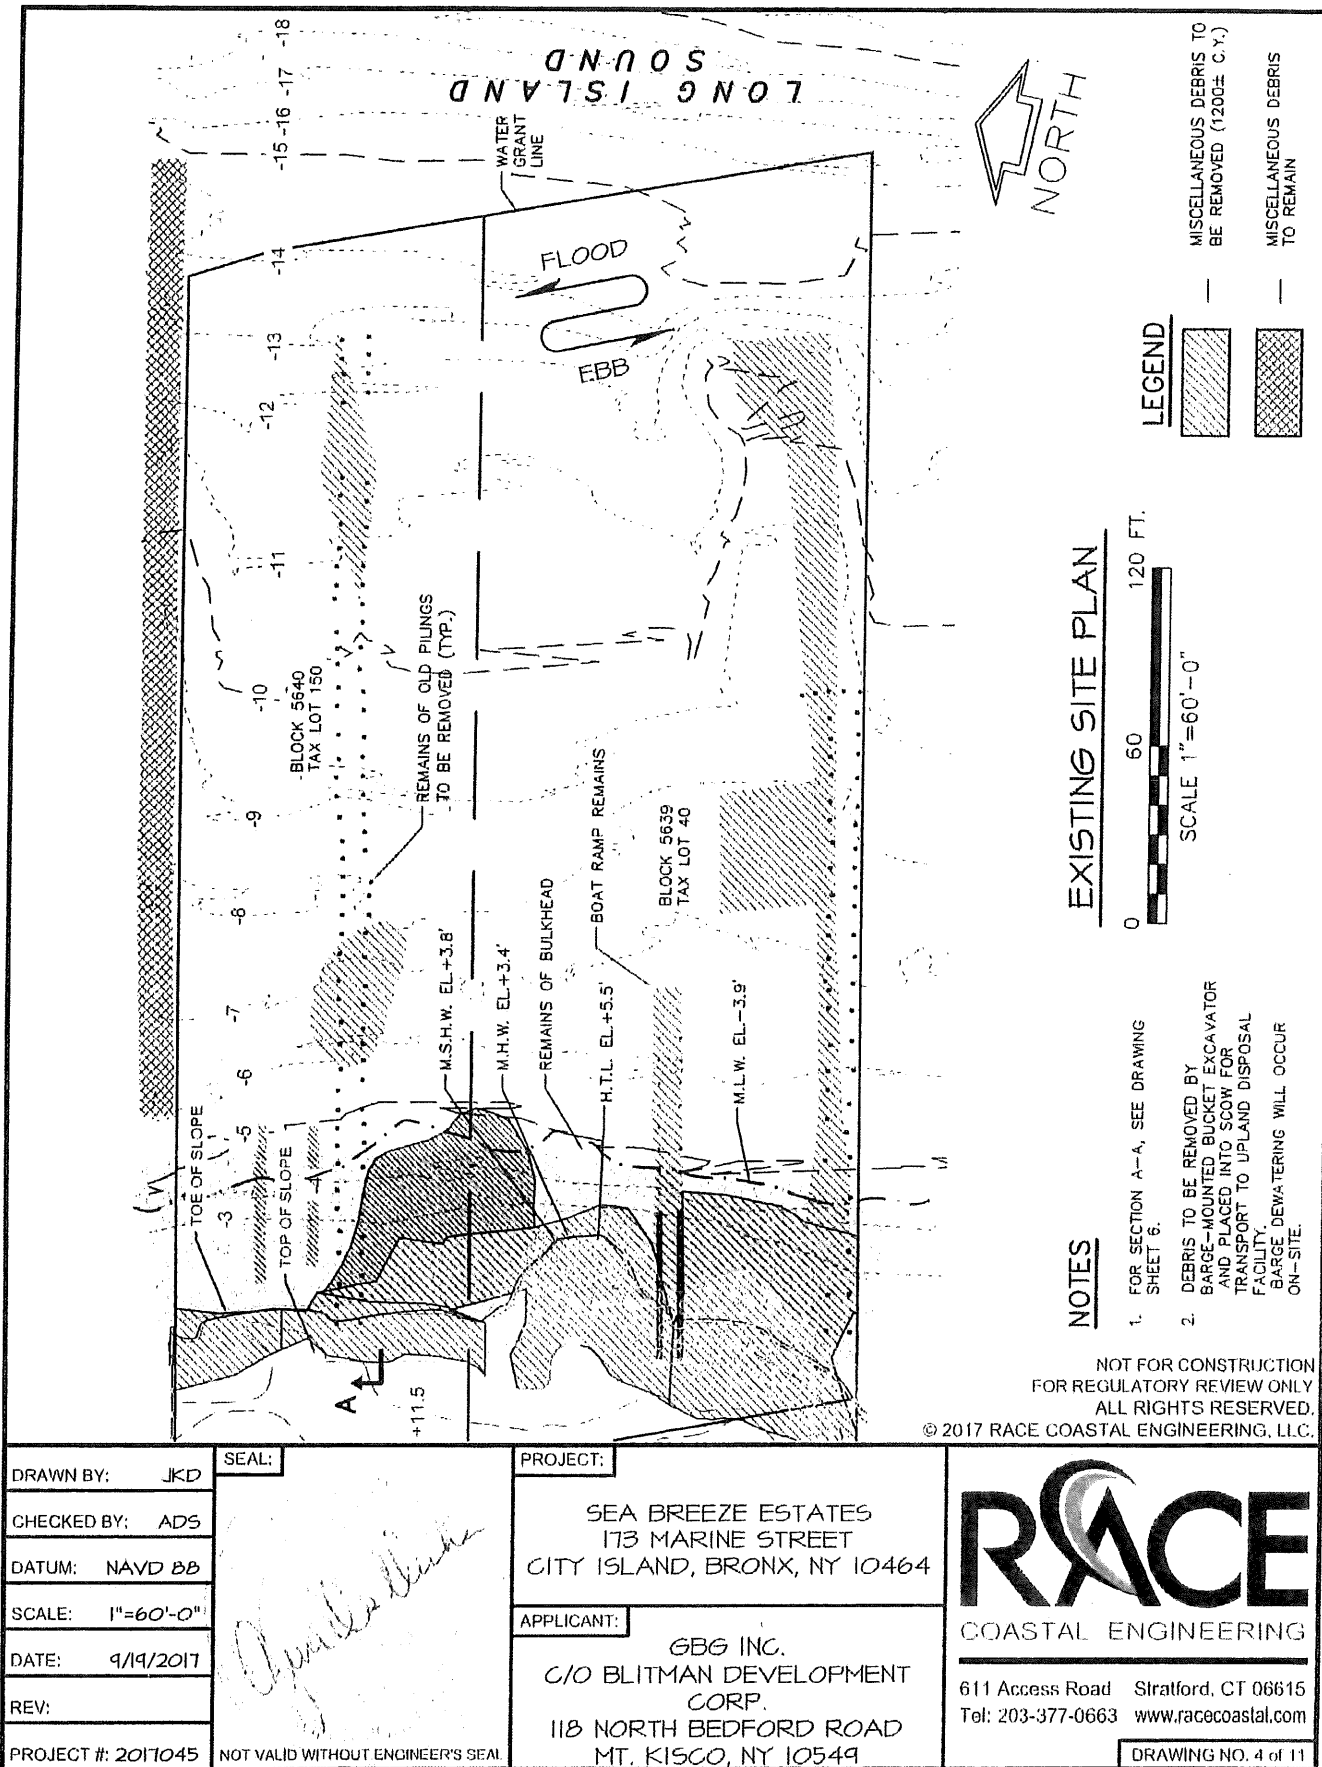 LONG ISLAND
SOUND
-18
-17
-16
-15
-14
-13
-12
-11
-10
-9
-8
-7
-6
-5
-4
-3
WATER
GRANT
LINE
FLOOD
EBB
NORTH
BLOCK 5640
TAX LOT 150
REMAINS OF OLD PILINGS
TO BE REMOVED (TYP.)
M.S.H.W. EL.+3.8'
M.H.W. EL.+3.4'
REMAINS OF BULKHEAD
H.T.L. EL.+5.5'
BOAT RAMP REMAINS
BLOCK 5639
TAX LOT 40
M.L.W. EL.-3.9'
TOE OF SLOPE
TOP OF SLOPE
A
+11.5
LEGEND
MISCELLANEOUS DEBRIS TO
BE REMOVED (1200± C.Y.)
MISCELLANEOUS DEBRIS
TO REMAIN
EXISTING SITE PLAN
0 60 120 FT.
SCALE 1"=60'-0"
NOTES
1. FOR SECTION A-A, SEE DRAWING
SHEET 6.
2. DEBRIS TO BE REMOVED BY
BARGE-MOUNTED BUCKET EXCAVATOR
AND PLACED INTO SCOW FOR
TRANSPORT TO UPLAND DISPOSAL
FACILITY.
BARGE DEWATERING WILL OCCUR
ON-SITE.
NOT FOR CONSTRUCTION
FOR REGULATORY REVIEW ONLY
ALL RIGHTS RESERVED.
© 2017 RACE COASTAL ENGINEERING, LLC.
DRAWN BY: JKD
CHECKED BY: ADS
DATUM: NAVD 88
SCALE: 1"=60'-0"
DATE: 9/19/2017
REV:
PROJECT #: 2017045
SEAL:
NOT VALID WITHOUT ENGINEER'S SEAL
PROJECT:
SEA BREEZE ESTATES
173 MARINE STREET
CITY ISLAND, BRONX, NY 10464
APPLICANT:
GBG INC.
C/O BLITMAN DEVELOPMENT
CORP.
118 NORTH BEDFORD ROAD
MT. KISCO, NY 10549
RACE
COASTAL ENGINEERING
611 Access Road Stratford, CT 06615
Tel: 203-377-0663 www.racecoastal.com
DRAWING NO. 4 of 11